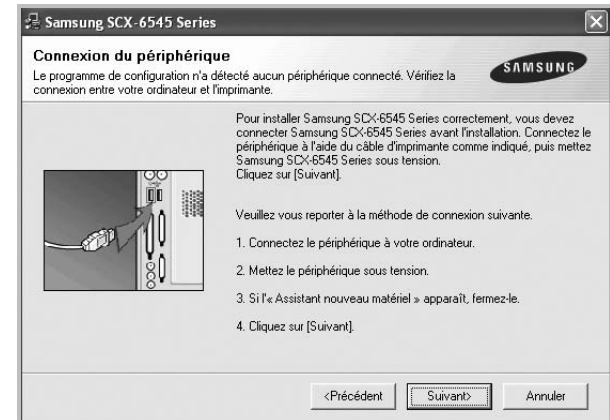 Samsung SCX-6545 Series
Connexion du périphérique
Le programme de configuration n'a détecté aucun périphérique connecté. Vérifiez la
connexion entre votre ordinateur et l'imprimante.
SAMSUNG
Pour installer Samsung SCX-6545 Series correctement, vous devez
connecter Samsung SCX-6545 Series avant l'installation. Connectez le
périphérique à l'aide du câble d'imprimante comme indiqué, puis mettez
Samsung SCX-6545 Series sous tension.
Cliquez sur [Suivant].
Veuillez vous reporter à la méthode de connexion suivante.
1. Connectez le périphérique à votre ordinateur.
2. Mettez le périphérique sous tension.
3. Si l'« Assistant nouveau matériel » apparaît, fermez-le.
4. Cliquez sur [Suivant].
<Précédent
Suivant>
Annuler